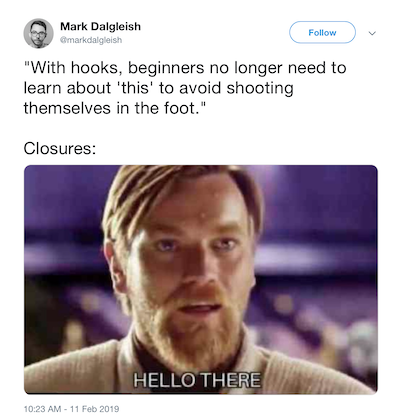 Mark Dalgleish
@markdalgleish
Follow
"With hooks, beginners no longer need to
learn about 'this' to avoid shooting
themselves in the foot."
Closures:
HELLO THERE
10:23 AM - 11 Feb 2019